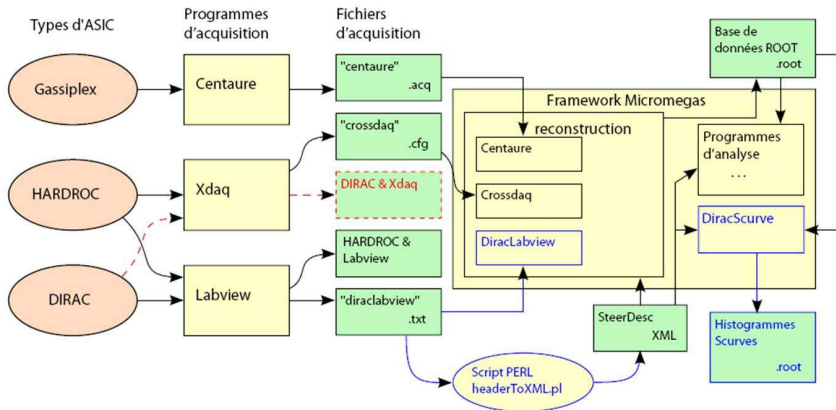 Types d'ASIC
Programmes
d'acquisition
Fichiers
d'acquisition
Gassiplex
HARDROC
DIRAC
Centaure
Xdaq
Labview
"centaure"
.acq
"crossdaq"
.cfg
DIRAC & Xdaq
HARDROC &
Labview
"diraclabview"
.txt
Script PERL
headerToXML.pl
Framework Micromegas
reconstruction
Centaure
Crossdaq
DiracLabview
SteerDesc
XML
Base de
données ROOT
.root
Programmes
d'analyse
...
DiracScurve
Histogrammes
Scurves
.root